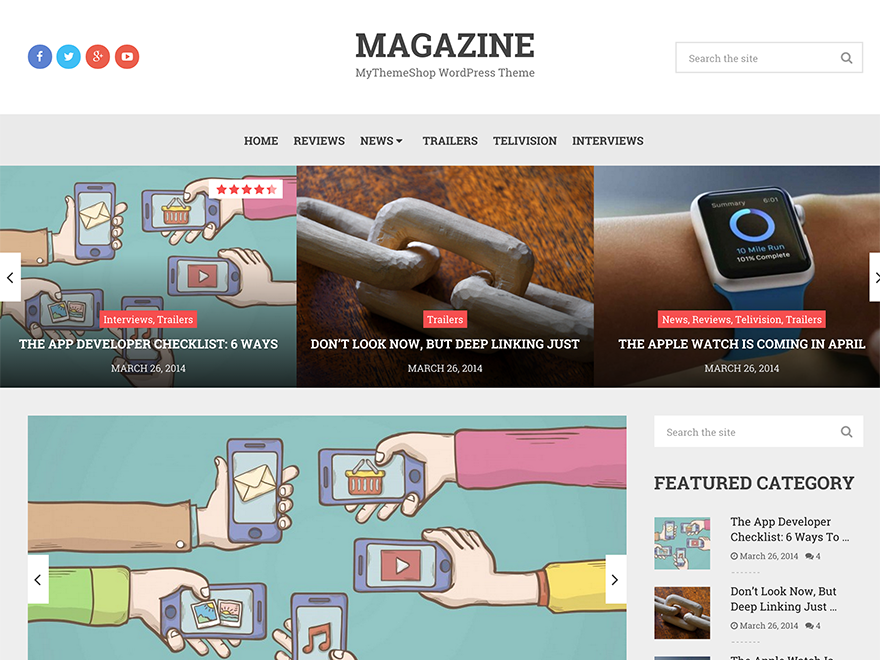 MAGAZINE
MyThemeShop WordPress Theme
Search the site
HOME REVIEWS NEWS TRAILERS TELIVISION INTERVIEWS
Interviews, Trailers
THE APP DEVELOPER CHECKLIST: 6 WAYS
MARCH 26, 2014
Trailers
DON'T LOOK NOW, BUT DEEP LINKING JUST
MARCH 26, 2014
Summary 6:01
10 Mile Run
101% Complete
News, Reviews, Telivision, Trailers
THE APPLE WATCH IS COMING IN APRIL
MARCH 26, 2014
Search the site
FEATURED CATEGORY
The App Developer
Checklist: 6 Ways To ...
March 26, 2014 4
Don't Look Now, But
Deep Linking Just ...
March 26, 2014 4
The Apple Watch Is